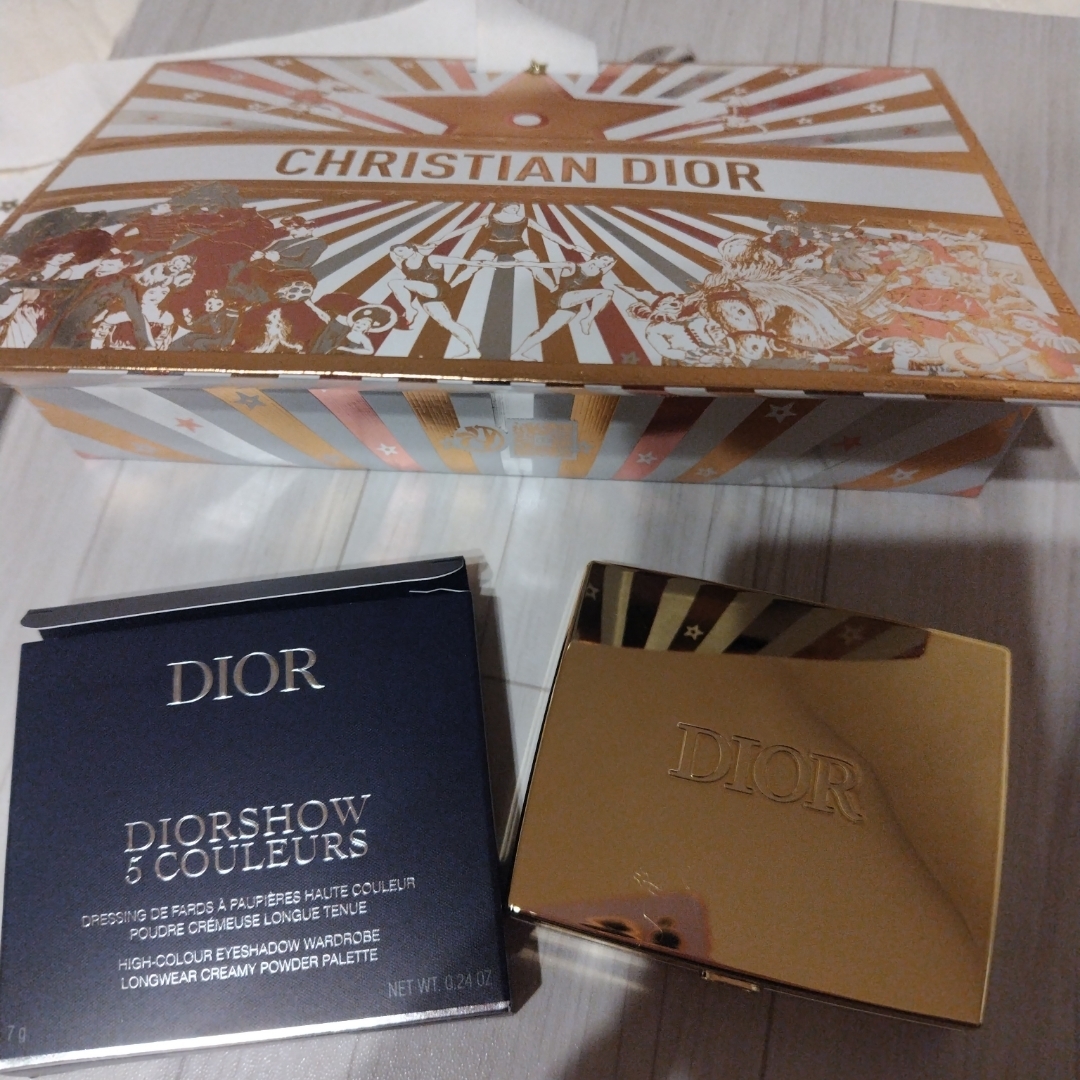 CHRISTIAN DIOR
DIOR
DIORSHOW
5 COULEURS
DRESSING DE FARDS À PAUPIÈRES HAUTE COULEUR
POUDRE CRÉMEUSE LONGUE TENUE
HIGH-COLOUR EYESHADOW WARDROBE
LONGWEAR CREAMY POWDER PALETTE
7 g
NET WT. 0.24 OZ
DIOR